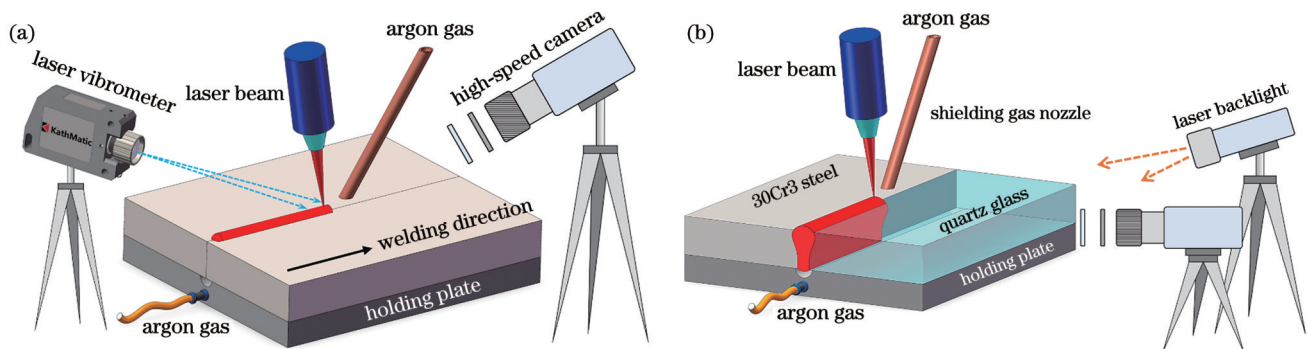 (a)
laser vibrometer
KathMatic
laser beam
argon gas
high-speed camera
welding direction
holding plate
argon gas
(b)
laser beam
argon gas
shielding gas nozzle
laser backlight
30Cr3 steel
quartz glass
holding plate
argon gas